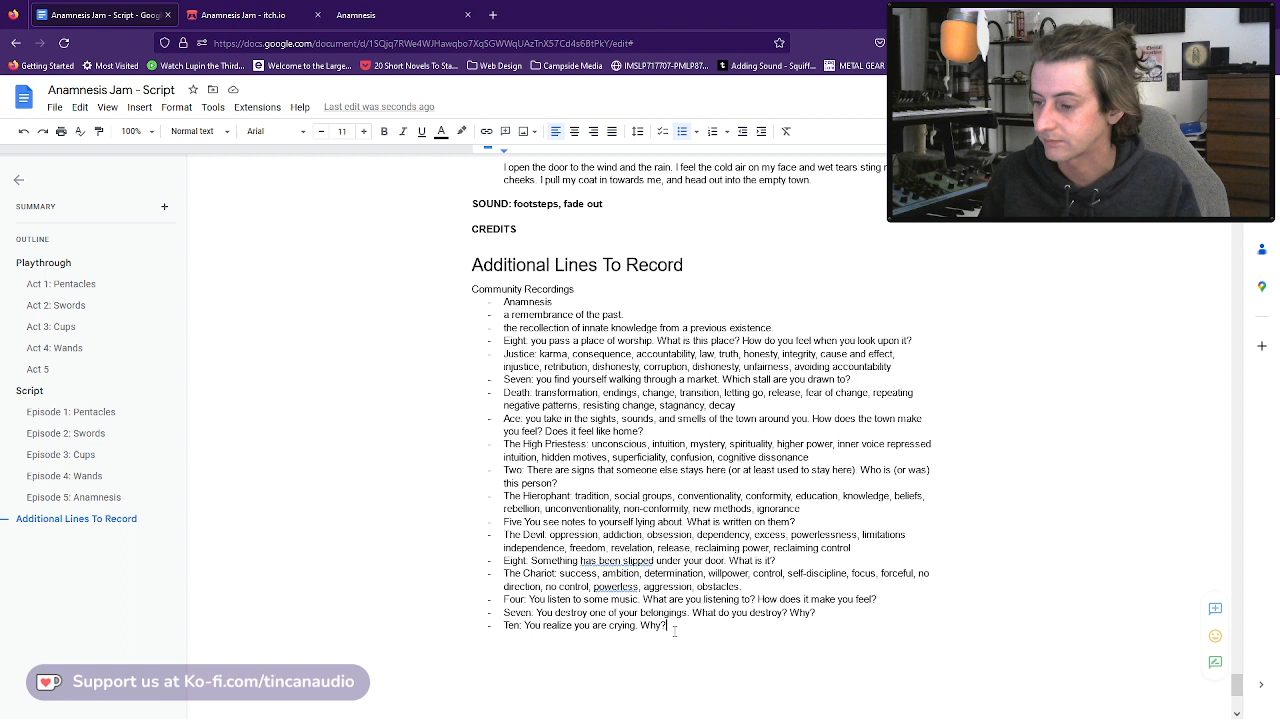 Anamnesis Jam - Script - Goog
Anamnesis Jam - itch.io
Anamnesis
https://docs.google.com/document/d/1SQjq7RWe4WJHawqbo7XqSGWWqUAzTnXS7Cd4s6BtPkY/edit#
Getting Started
Most Visited
Watch Lupin the Third...
Welcome to the Large...
20 Short Novels To S...
Web Design
Campside Media
IMSLP717707-PMLP87...
Adding Sound - Squiff...
METAL GEAR
Anamnesis Jam - Script
File Edit View Insert Format Tools Extensions Help Last edit was seconds ago
100% Normal text Arial 11
I open the door to the wind and the rain. I feel the cold air on my face and wet tears sting
cheeks. I pull my coat in towards me, and head out into the empty town.
SOUND: footsteps, fade out
CREDITS
SUMMARY
OUTLINE
Playthrough
Act 1: Pentacles
Act 2: Swords
Act 3: Cups
Act 4: Wands
Act 5
Script
Episode 1: Pentacles
Episode 2: Swords
Episode 3: Cups
Episode 4: Wands
Episode 5: Anamnesis
Additional Lines To Record
Additional Lines To Record
Community Recordings
- Anamnesis
- a remembrance of the past.
- the recollection of innate knowledge from a previous existence.
- Eight: you pass a place of worship. What is this place? How do you feel when you look upon it?
- Justice: karma, consequence, accountability, law, truth, honesty, integrity, cause and effect,
injustice, retribution, dishonesty, corruption, dishonesty, unfairness, avoiding accountability
- Seven: you find yourself walking through a market. Which stall are you drawn to?
- Death: transformation, endings, change, transition, letting go, release, fear of change, repeating
negative patterns, resisting change, stagnancy, decay
- Ace: you take in the sights, sounds, and smells of the town around you. How does the town make
you feel? Does it feel like home?
- The High Priestess: unconscious, intuition, mystery, spirituality, higher power, inner voice repressed
intuition, hidden motives, superficiality, confusion, cognitive dissonance
- Two: There are signs that someone else stays here (or at least used to stay here). Who is (or was)
this person?
- The Hierophant: tradition, social groups, conventionality, conformity, education, knowledge, beliefs,
rebellion, unconventionality, non-conformity, new methods, ignorance
- Five You see notes to yourself lying about. What is written on them?
- The Devil: oppression, addiction, obsession, dependency, excess, powerlessness, limitations
independence, freedom, revelation, release, reclaiming power, reclaiming control
- Eight: Something has been slipped under your door. What is it?
- The Chariot: success, ambition, determination, willpower, control, self-discipline, focus, forceful, no
direction, no control, powerless, aggression, obstacles.
- Four: You listen to some music. What are you listening to? How does it make you feel?
- Seven: You destroy one of your belongings. What do you destroy? Why?
- Ten: You realize you are crying. Why?
Support us at Ko-fi.com/tincanaudio